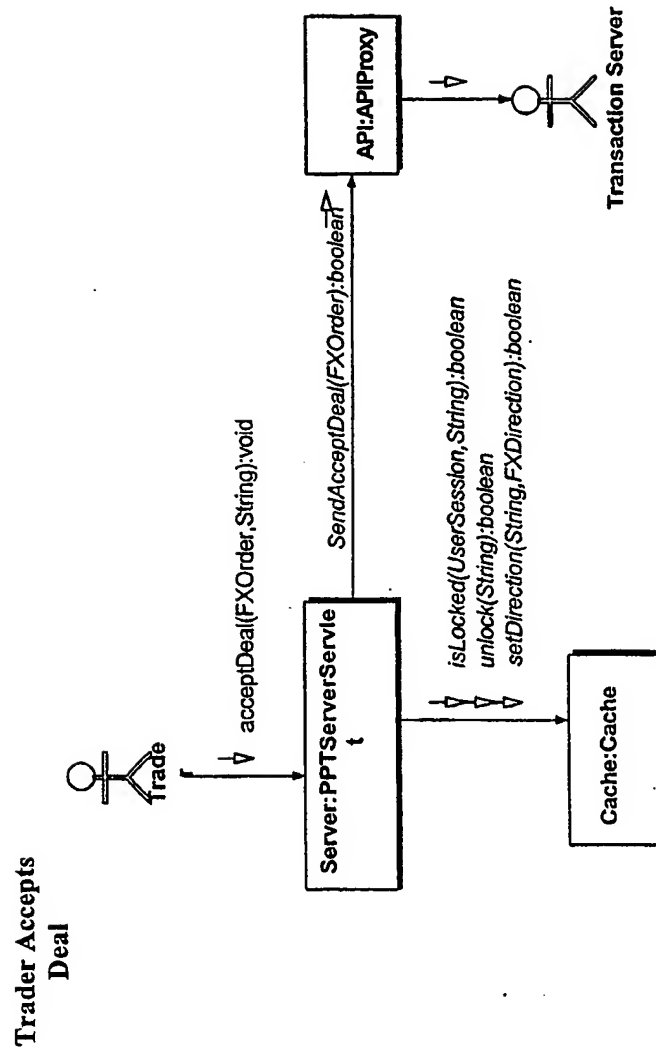 Trader Accepts
Deal
Trade
acceptDeal(FXOrder,String):void
Server:PPTServerServle
t
SendAcceptDeal(FXOrder):boolean
API:APIProxy
Transaction Server
isLocked(UserSession,String):boolean
unlock(String):boolean
setDirection(String,FXDirection):boolean
Cache:Cache